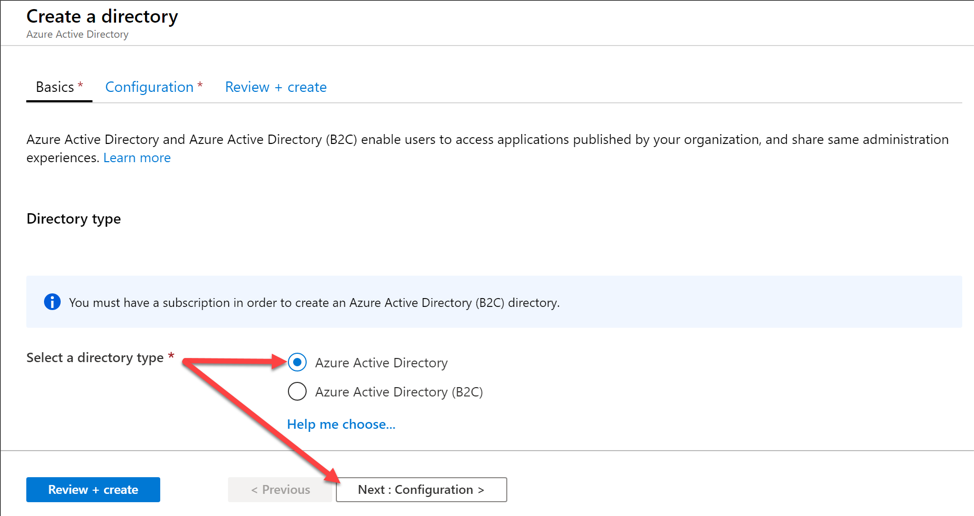 Create a directory
Azure Active Directory
Basics * Configuration * Review + create
Azure Active Directory and Azure Active Directory (B2C) enable users to access applications published by your organization, and share same administration
experiences. Learn more
Directory type
You must have a subscription in order to create an Azure Active Directory (B2C) directory.
Select a directory type * Azure Active Directory
Azure Active Directory (B2C)
Help me choose...
Review + create < Previous Next : Configuration >